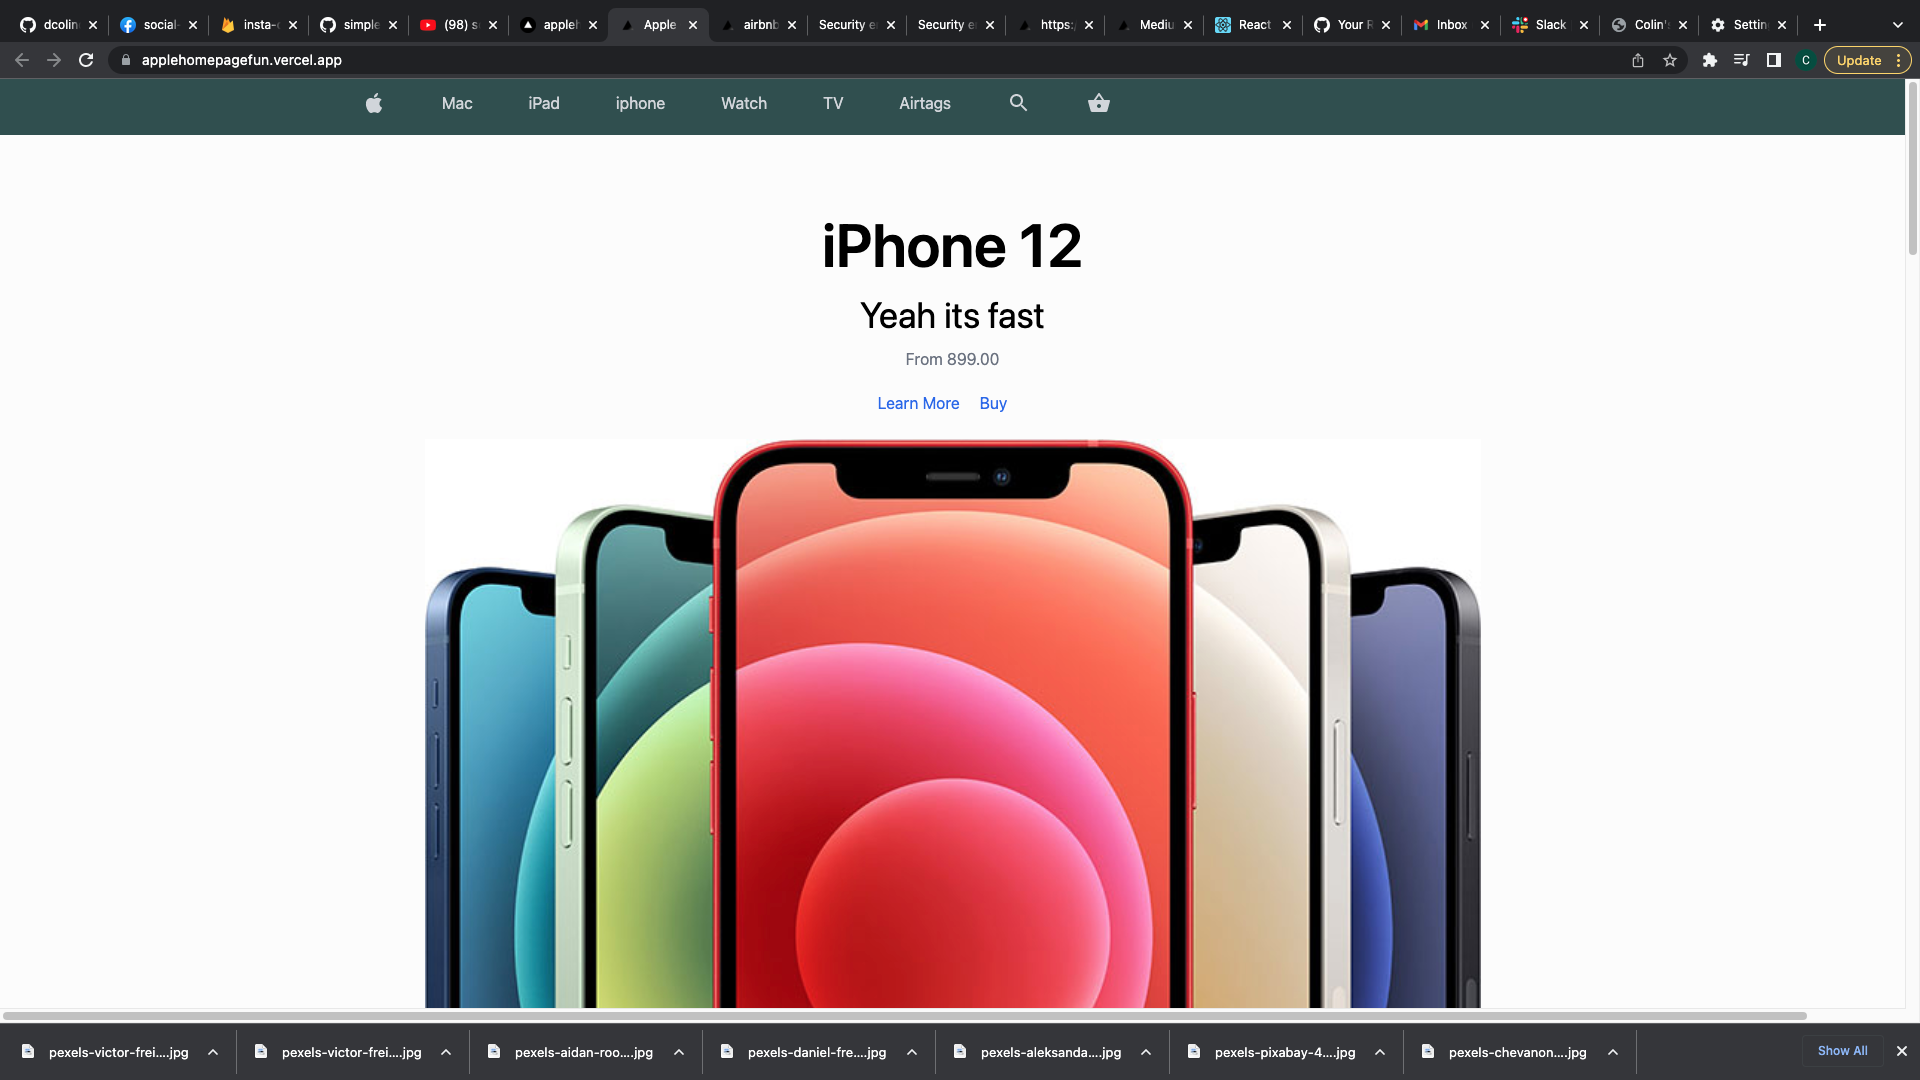 dcolin
social-
insta-c
simple
(98) s
appleh
Apple
airbnb
Security e
Security e
https:
Mediu
React
Your R
Inbox
Slack
Colin's
Settin
applehomepagefun.vercel.app
C
Update
Mac
iPad
iphone
Watch
TV
Airtags
iPhone 12
Yeah its fast
From 899.00
Learn More
Buy
pexels-victor-frei....jpg
pexels-victor-frei....jpg
pexels-aidan-roo....jpg
pexels-daniel-fre....jpg
pexels-aleksanda....jpg
pexels-pixabay-4....jpg
pexels-chevanon....jpg
Show All